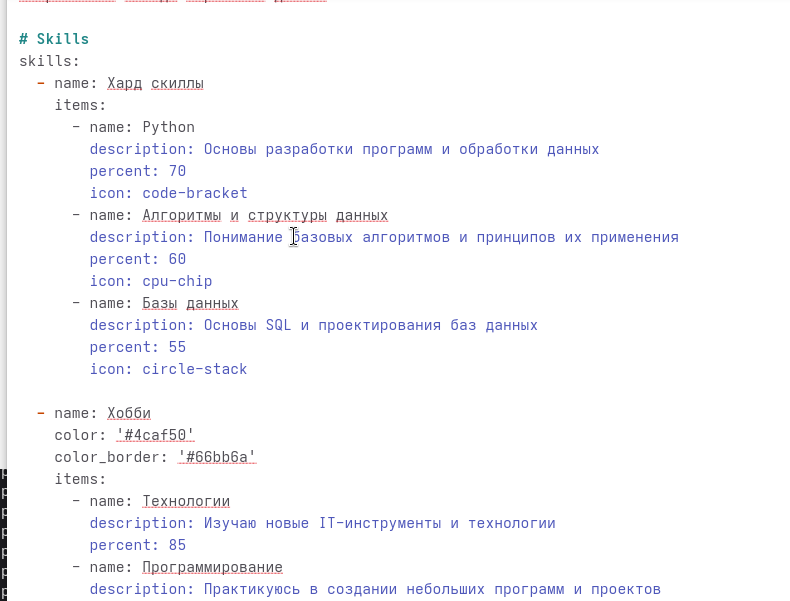 # Skills
skills:
- name: Хард скиллы
items:
- name: Python
description: Основы разработки программ и обработки данных
percent: 70
icon: code-bracket
- name: Алгоритмы и структуры данных
description: Понимание базовых алгоритмов и принципов их применения
percent: 60
icon: cpu-chip
- name: Базы данных
description: Основы SQL и проектирования баз данных
percent: 55
icon: circle-stack
- name: Хобби
color: '#4caf50'
color_border: '#66bb6a'
items:
- name: Технологии
description: Изучаю новые IT-инструменты и технологии
percent: 85
- name: Программирование
description: Практикуюсь в создании небольших программ и проектов